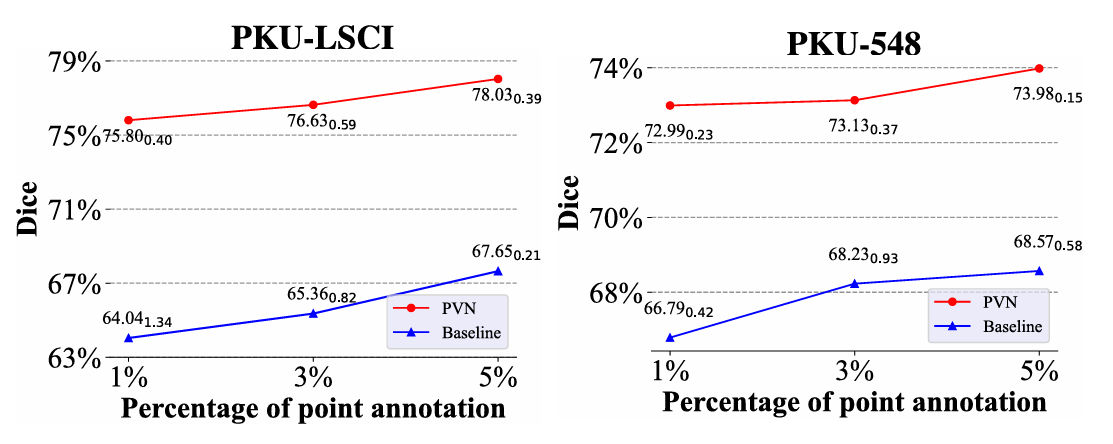 PKU-LSCI
79%
75%
71%
67%
63%
Dice
75.80 0.40
76.63 0.59
78.03 0.39
64.04 1.34
65.36 0.82
67.65 0.21
PVN
Baseline
1%
3%
5%
Percentage of point annotation
PKU-548
74%
72%
70%
68%
Dice
72.99 0.23
73.13 0.37
73.98 0.15
66.79 0.42
68.23 0.93
68.57 0.58
PVN
Baseline
1%
3%
5%
Percentage of point annotation